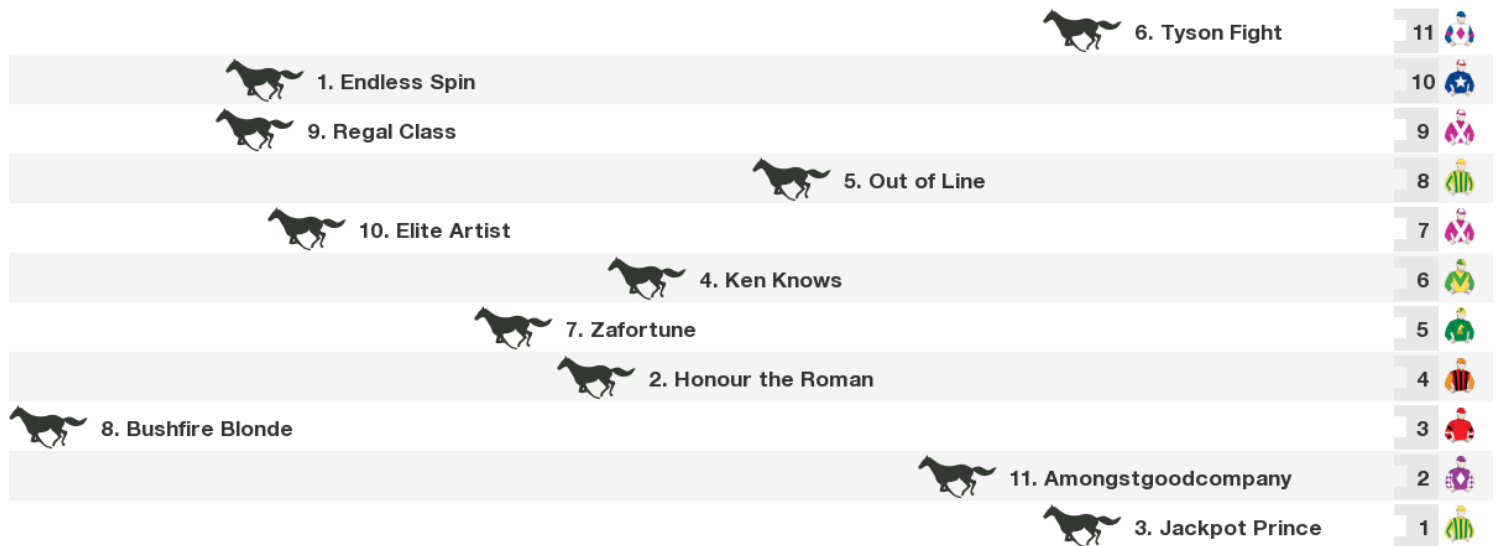 6. Tyson Fight 11
1. Endless Spin 10
9. Regal Class 9
5. Out of Line 8
10. Elite Artist 7
4. Ken Knows 6
7. Zafortune 5
2. Honour the Roman 4
8. Bushfire Blonde 3
11. Amongstgoodcompany 2
3. Jackpot Prince 1